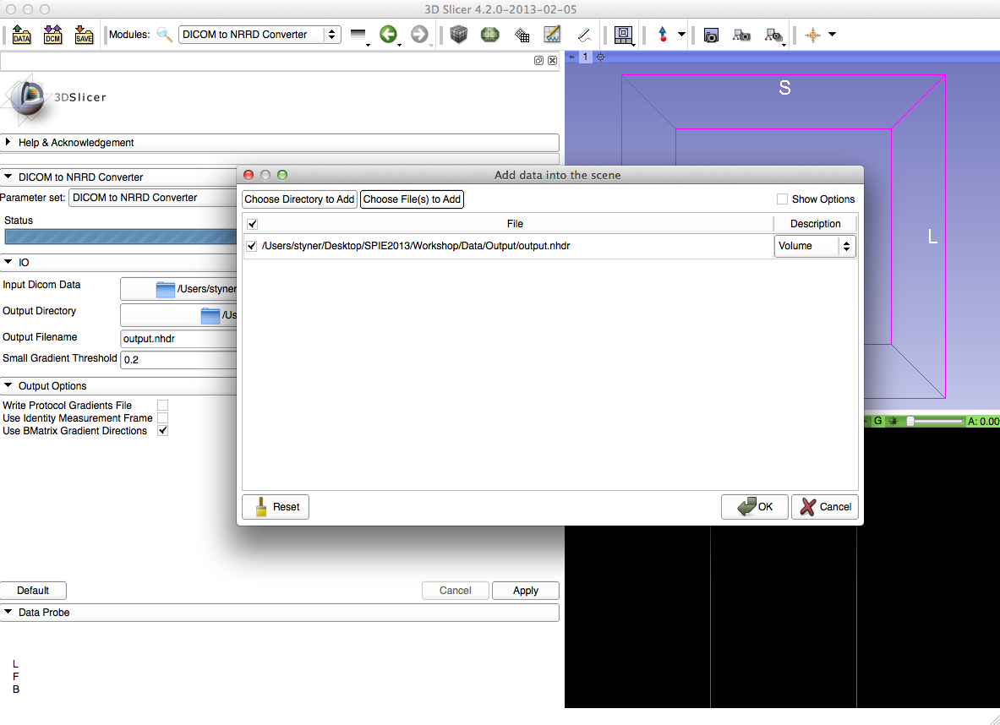 3D Slicer 4.2.0-2013-02-05
DATA
DCM
SAVE
Modules:
DICOM to NRRD Converter
1
3DSlicer
S
L
Help & Acknowledgement
DICOM to NRRD Converter
Parameter set: DICOM to NRRD Converter
Status
IO
Input Dicom Data
/Users/styner
Output Directory
/Us
Output Filename
output.nhdr
Small Gradient Threshold
0.2
Output Options
Write Protocol Gradients File
Use Identity Measurement Frame
Use BMatrix Gradient Directions
Add data into the scene
Choose Directory to Add
Choose File(s) to Add
Show Options
File
Description
/Users/styner/Desktop/SPIE2013/Workshop/Data/Output/output.nhdr
Volume
Reset
OK
Cancel
G
A: 0.00
Default
Cancel
Apply
Data Probe
L
F
B